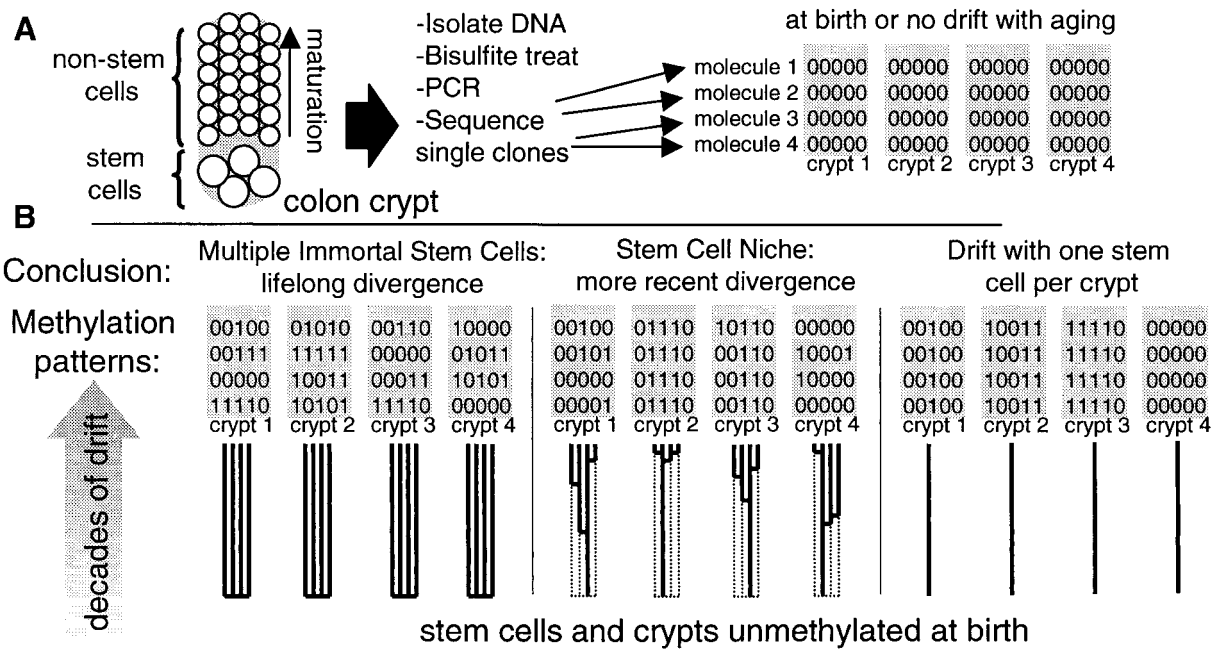 A
non-stem
cells
stem
cells
maturation
colon crypt
-Isolate DNA
-Bisulfite treat
-PCR
-Sequence
single clones
at birth or no drift with aging
molecule 1 00000 00000 00000 00000
molecule 2 00000 00000 00000 00000
molecule 3 00000 00000 00000 00000
molecule 4 00000 00000 00000 00000
crypt 1 crypt 2 crypt 3 crypt 4
B
Conclusion:
Methylation
patterns:
decades of drift
Multiple Immortal Stem Cells:
lifelong divergence
00100 01010 00110 10000
00111 11111 00000 01011
00000 10011 00011 10101
11110 10101 11110 00000
crypt 1 crypt 2 crypt 3 crypt 4
Stem Cell Niche:
more recent divergence
00100 01110 10110 00000
00101 01110 00110 10001
00000 01110 00110 10000
00001 01110 00110 00000
crypt 1 crypt 2 crypt 3 crypt 4
Drift with one stem
cell per crypt
00100 10011 11110 00000
00100 10011 11110 00000
00100 10011 11110 00000
00100 10011 11110 00000
crypt 1 crypt 2 crypt 3 crypt 4
stem cells and crypts unmethylated at birth